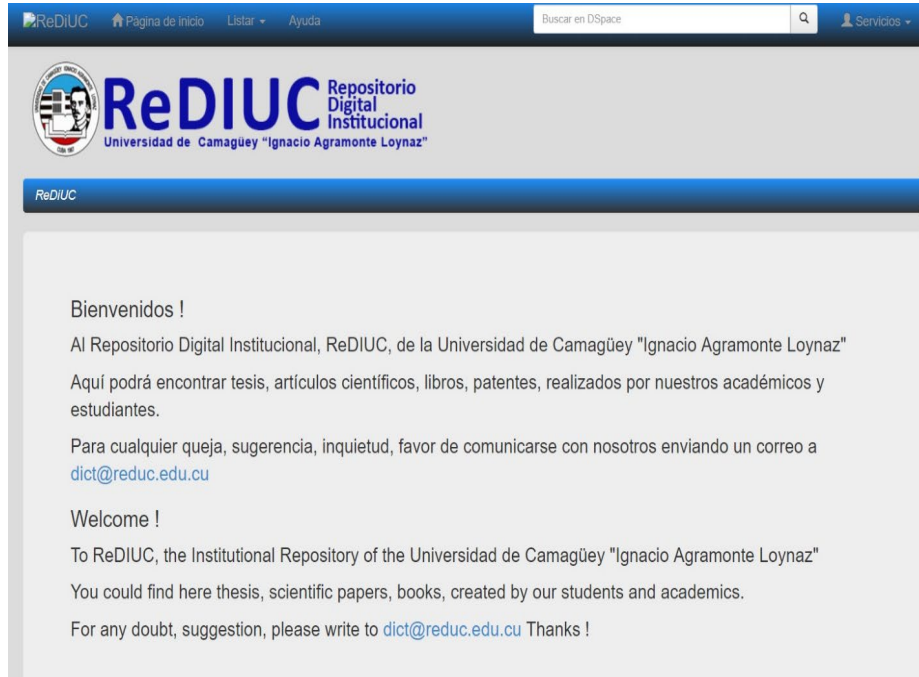 ReDiUC Página de inicio Listar Ayuda Buscar en DSpace Servicios
ReDIUC Repositorio
Digital
Institucional
Universidad de Camagüey "Ignacio Agramonte Loynaz"
ReDiUC
Bienvenidos !
Al Repositorio Digital Institucional, ReDIUC, de la Universidad de Camagüey "Ignacio Agramonte Loynaz"
Aquí podrá encontrar tesis, artículos científicos, libros, patentes, realizados por nuestros académicos y
estudiantes.
Para cualquier queja, sugerencia, inquietud, favor de comunicarse con nosotros enviando un correo a
dict@reduc.edu.cu
Welcome !
To ReDIUC, the Institutional Repository of the Universidad de Camagüey "Ignacio Agramonte Loynaz"
You could find here thesis, scientific papers, books, created by our students and academics.
For any doubt, suggestion, please write to dict@reduc.edu.cu Thanks !